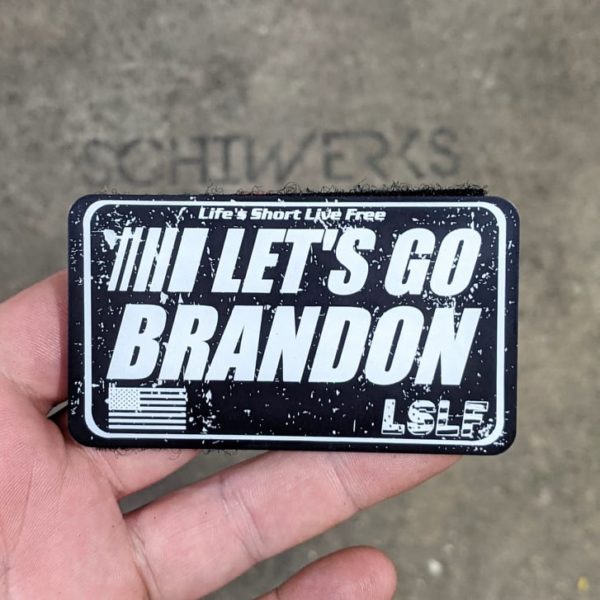 SCHIWERKS
Life's Short Live Free
LET'S GO
BRANDON
LSLF